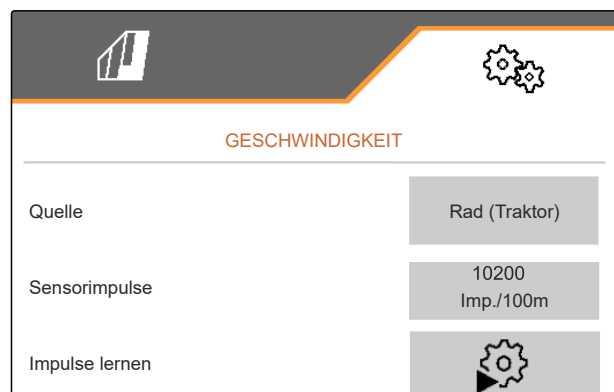 GESCHWINDIGKEIT
Quelle
Rad (Traktor)
Sensorimpulse
10200
Imp./100m
Impulse lernen